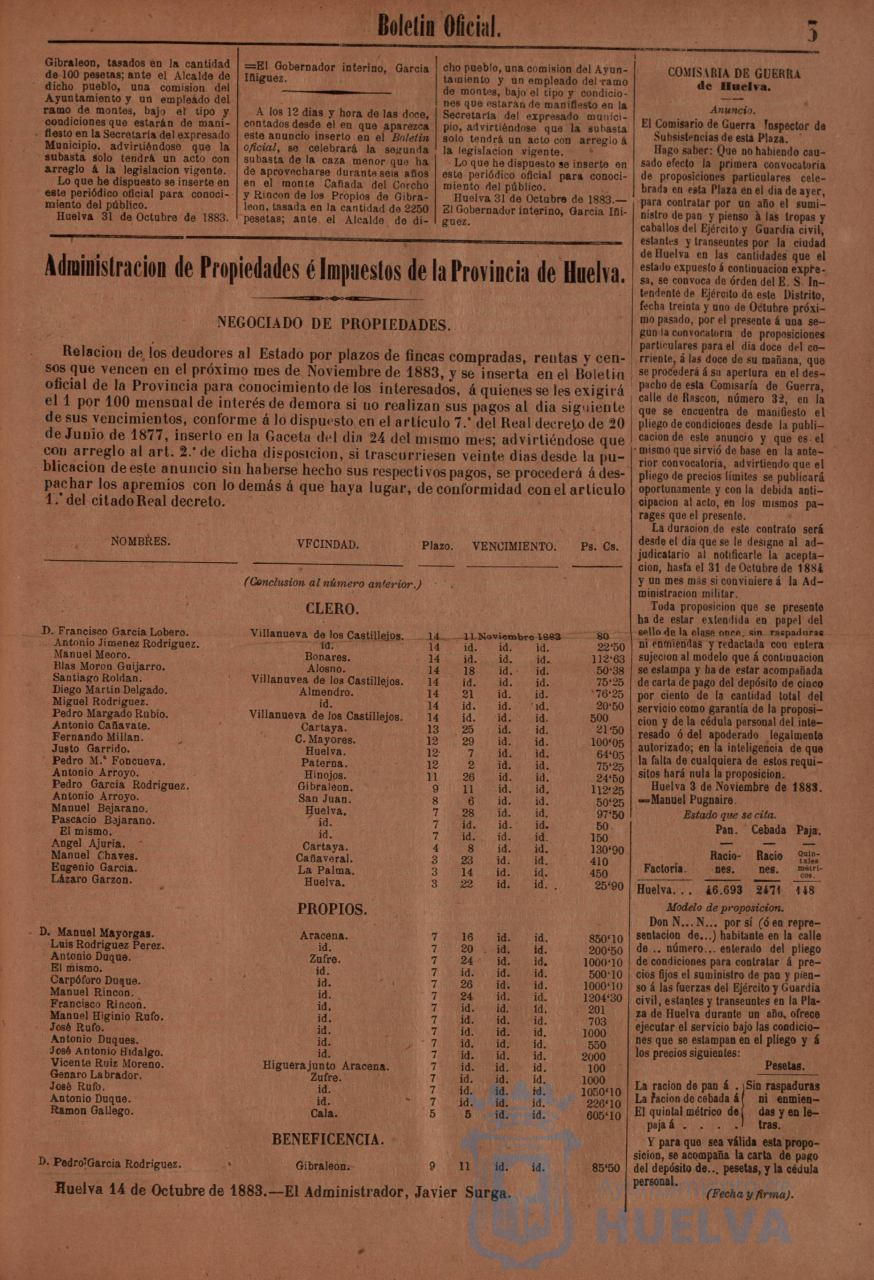 Boletin Oficial.
3
Gibraleon, tasados en la cantidad
de 100 pesetas; ante el Alcalde de
dicho pueblo, una comision del
Ayuntamiento y un empleado del
ramo de montes, bajo el tipo y
condiciones que estarán de mani-
fiesto en la Secretaría del expresado
Municipio. advirtiéndose que la
subasta solo tendrá un acto con
arreglo á la legislacion vigente.
Lo que he dispuesto se inserte en
este periódico oficial para conoci-
miento del público.
Huelva 31 de Octubre de 1883.
=El Gobernador interino, Garcia
Iñiguez.
A los 12 dias y hora de las doce,
contados desde el en que aparezca
este anuncio inserto en el Boletin
oficial, se celebrará la segunda
subasta de la caza menor que ha
de aprovecharse durante seis años
en el monte Cañada del Corcho
y Rincon de los Propios de Gibra-
leon, tasada en la cantidad de 2250
pesetas; ante el Alcalde de di-
cho pueblo, una comision del Ayun-
tamiento y un empleado del ramo
de montes, bajo el tipo y condicio-
nes que estarán de manifiesto en la
Secretaría del expresado munici-
pio, advirtiéndose que la subasta
solo tendrá un acto con arreglo á
la legislacion vigente.
Lo que he dispuesto se inserte en
este periódico oficial para conoci-
miento del público.
Huelva 31 de Octubre de 1883.—
El Gobernador interino, Garcia Iñi-
guez.
Administracion de Propiedades é Impuestos de la Provincia de Huelva.
NEGOCIADO DE PROPIEDADES.
Relacion de los deudores al Estado por plazos de fincas compradas, rentas y cen-
sos que vencen en el próximo mes de Noviembre de 1883, y se inserta en el Boletin
oficial de la Provincia para conocimiento de los interesados, á quienes se les exigirá
el 1 por 100 mensual de interés de demora si no realizan sus pagos al dia siguiente
de sus vencimientos, conforme á lo dispuesto en el artículo 7.º del Real decreto de 20
de Junio de 1877, inserto en la Gaceta del dia 24 del mismo mes; advirtiéndose que
con arreglo al art. 2.º de dicha disposicion, si trascurriesen veinte dias desde la pu-
blicacion de este anuncio sin haberse hecho sus respectivos pagos, se procederá á des-
pachar los apremios con lo demás á que haya lugar, de conformidad con el artículo
1.º del citado Real decreto.
NOMBRES. VECINDAD. Plazo. VENCIMIENTO. Ps. Cs.
(Conclusion al número anterior.)
CLERO.
D. Francisco Garcia Lobero. Villanueva de los Castillejos. 14 11 Noviembre 1883 80
Antonio Jimenez Rodriguez. id. 14 id. id. id. 22'50
Manuel Meoro. Bonares. 14 id. id. id. 112'63
Blas Moron Guijarro. Alosno. 14 18 id. id. 50'38
Santiago Roldan. Villanuvea de los Castillejos. 14 id. id. id. 75'25
Diego Martin Delgado. Almendro. 14 21 id. id. '76'25
Miguel Rodriguez. id. 14 id. id. id. 20'50
Pedro Margado Rubio. Villanueva de los Castillejos. 14 id. id. id. 500
Antonio Cañavate. Cartaya. 13 25 id. id. 21'50
Fernando Millan. C. Mayores. 12 29 id. id. 100'05
Justo Garrido. Huelva. 12 7 id. id. 64'05
Pedro M.ª Foncueva. Paterna. 12 2 id. id. 75'25
Antonio Arroyo. Hinojos. 11 26 id. id. 24'50
Pedro Garcia Rodriguez. Gibraleon. 9 11 id. id. 112'25
Antonio Arroyo. San Juan. 8 6 id. id. 50'25
Manuel Bejarano. Huelva. 7 28 id. id. 97'50
Pascacio Bajarano. id. 7 id. id. id. 50
El mismo. id. 7 id. id. id. 150
Angel Ajuria. Cartaya. 4 8 id. id. 130'90
Manuel Chaves. Cañaveral. 3 23 id. id. 410
Eugenio Garcia. La Palma. 3 14 id. id. 450
Lázaro Garzon. Huelva. 3 22 id. id. 25'90
PROPIOS.
D. Manuel Mayorgas. Aracena. 7 16 id. id. 850'10
Luis Rodriguez Perez. id. 7 20 id. id. 200'50
Antonio Duque. Zufre. 7 24 id. id. 1000'10
El mismo. id. 7 id. id. id. 500'10
Carpóforo Duque. id. 7 26 id. id. 1000'10
Manuel Rincon. id. 7 24 id. id. 1204'30
Francisco Rincon. id. 7 id. id. id. 201
Manuel Higinio Rufo. id. 7 id. id. id. 703
José Rufo. id. 7 id. id. id. 1000
Antonio Duques. id. 7 id. id. id. 550
José Antonio Hidalgo. id. 7 id. id. id. 2000
Vicente Ruiz Moreno. Higuera junto Aracena. 7 id. id. id. 100
Genaro Labrador. Zufre. 7 id. id. id. 1000
José Rufo. id. 7 id. id. id. 1050'10
Antonio Duque. id. 7 id. id. id. 226'10
Ramon Gallego. Cala. 5 5 id. id. 605'10
BENEFICENCIA.
D. Pedro Garcia Rodriguez. Gibraleon. 9 11 id. id. 85'50
Huelva 14 de Octubre de 1883.—El Administrador, Javier Surga.
COMISARIA DE GUERRA
de Huelva.
Anuncio.
El Comisario de Guerra Inspector de
Subsistencias de esta Plaza.
Hago saber: Que no habiendo cau-
sado efecto la primera convocatoria
de proposiciones particulares cele-
brada en esta Plaza en el dia de ayer,
para contratar por un año el sumi-
nistro de pan y pienso á las tropas y
caballos del Ejército y Guardia civil,
estantes y transeuntes por la ciudad
de Huelva en las cantidades que el
estado expuesto á continuacion expre-
sa, se convoca de órden del E. S. In-
tendente de Ejército de este Distrito,
fecha treinta y uno de Octubre próxi-
mo pasado, por el presente á una se-
gunda convocatoria de proposiciones
particulares para el dia doce del co-
rriente, á las doce de su mañana, que
se procederá á su apertura en el des-
pacho de esta Comisaría de Guerra,
calle de Rascon, número 32, en la
que se encuentra de manifiesto el
pliego de condiciones desde la publi-
cacion de este anuncio y que es el
mismo que sirvió de base en la ante-
rior convocatoria, advirtiendo que el
pliego de precios límites se publicará
oportunamente y con la debida anti-
cipacion al acto, en los mismos pa-
rages que el presente.
La duracion de este contrato será
desde el dia que se le designe al ad-
judicatario al notificarle la acepta-
cion, hasta el 31 de Octubre de 1884
y un mes mas si conviniere á la Ad-
ministracion militar.
Toda proposicion que se presente
ha de estar extendida en papel del
sello de la clase once, sin raspaduras
ni enmiendas y redactada con entera
sujecion al modelo que á continuacion
se estampa y ha de estar acompañada
de carta de pago del depósito de cinco
por ciento de la cantidad total del
servicio como garantía de la proposi-
cion y de la cédula personal del inte-
resado ó del apoderado legalmente
autorizado; en la inteligencia de que
la falta de cualquiera de estos requi-
sitos hará nula la proposicion.
Huelva 3 de Noviembre de 1883.
=Manuel Pugnaire.
Estado que se cita.
Pan. Cebada Paja.
Factoría. Racio-nes. Racio nes. Quin-tales métri-cos.
Huelva. . . 46.693 2471 148
Modelo de proposicion.
Don N... N... por sí (ó en repre-
sentacion de...) habitante en la calle
de... número... enterado del pliego
de condiciones para contratar á pre-
cios fijos el suministro de pan y pien-
so á las fuerzas del Ejército y Guardia
civil, estantes y transeuntes en la Pla-
za de Huelva durante un año, ofrece
ejecutar el servicio bajo las condicio-
nes que se estampan en el pliego y á
los precios siguientes:
Pesetas.
La racion de pan á . Sin raspaduras
La racion de cebada á ni enmien-
El quintal métrico de das y en le-
paja á . . . . tras.
Y para que sea válida esta propo-
sicion, se acompaña la carta de pago
del depósito de... pesetas, y la cédula
personal.
(Fecha y firma).
Ayuntamiento de
HUELVA